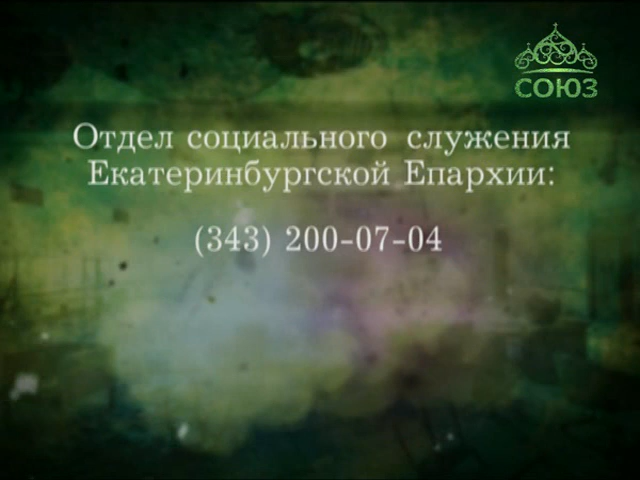 СОЮЗ
Отдел социального служения
Екатеринбургской Епархии:
(343) 200-07-04